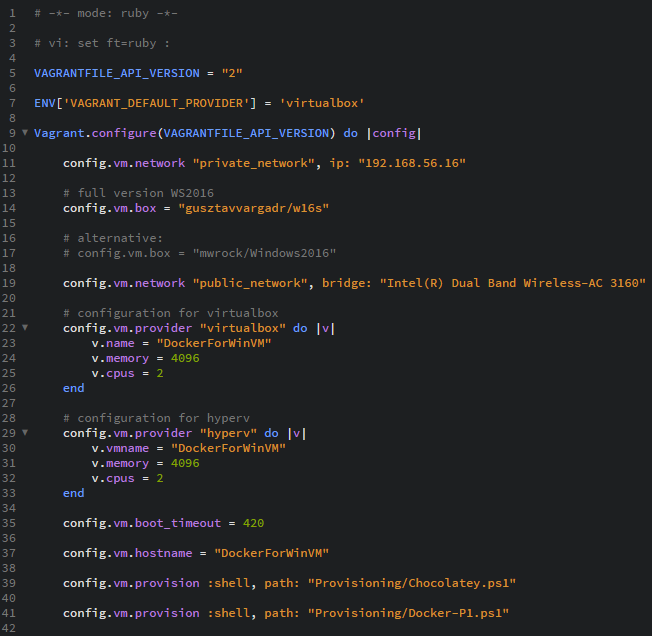 1 # -*- mode: ruby -*-
2
3 # vi: set ft=ruby :
4
5 VAGRANTFILE_API_VERSION = "2"
6
7 ENV['VAGRANT_DEFAULT_PROVIDER'] = 'virtualbox'
8
9 Vagrant.configure(VAGRANTFILE_API_VERSION) do |config|
10
11     config.vm.network "private_network", ip: "192.168.56.16"
12
13     # full version WS2016
14     config.vm.box = "gusztavvargadr/w16s"
15
16     # alternative:
17     # config.vm.box = "mwrock/Windows2016"
18
19     config.vm.network "public_network", bridge: "Intel(R) Dual Band Wireless-AC 3160"
20
21     # configuration for virtualbox
22     config.vm.provider "virtualbox" do |v|
23         v.name = "DockerForWinVM"
24         v.memory = 4096
25         v.cpus = 2
26     end
27
28     # configuration for hyperv
29     config.vm.provider "hyperv" do |v|
30         v.vmname = "DockerForWinVM"
31         v.memory = 4096
32         v.cpus = 2
33     end
34
35     config.vm.boot_timeout = 420
36
37     config.vm.hostname = "DockerForWinVM"
38
39     config.vm.provision :shell, path: "Provisioning/Chocolatey.ps1"
40
41     config.vm.provision :shell, path: "Provisioning/Docker-P1.ps1"
42